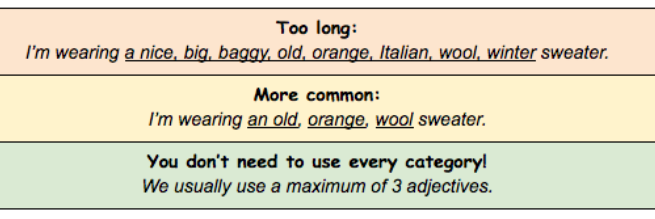 Too long:
I'm wearing a nice, big, baggy, old, orange, Italian, wool, winter sweater.
More common:
I'm wearing an old, orange, wool sweater.
You don't need to use every category!
We usually use a maximum of 3 adjectives.